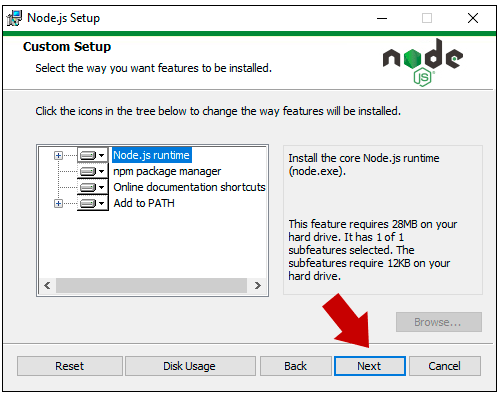 Node.js Setup
Custom Setup
Select the way you want features to be installed.
node
JS
Click the icons in the tree below to change the way features will be installed.
Node.js runtime
npm package manager
Online documentation shortcuts
Add to PATH
Install the core Node.js runtime
(node.exe).
This feature requires 28MB on your
hard drive. It has 1 of 1
subfeatures selected. The
subfeatures require 12KB on your
hard drive.
Browse...
Reset
Disk Usage
Back
Next
Cancel